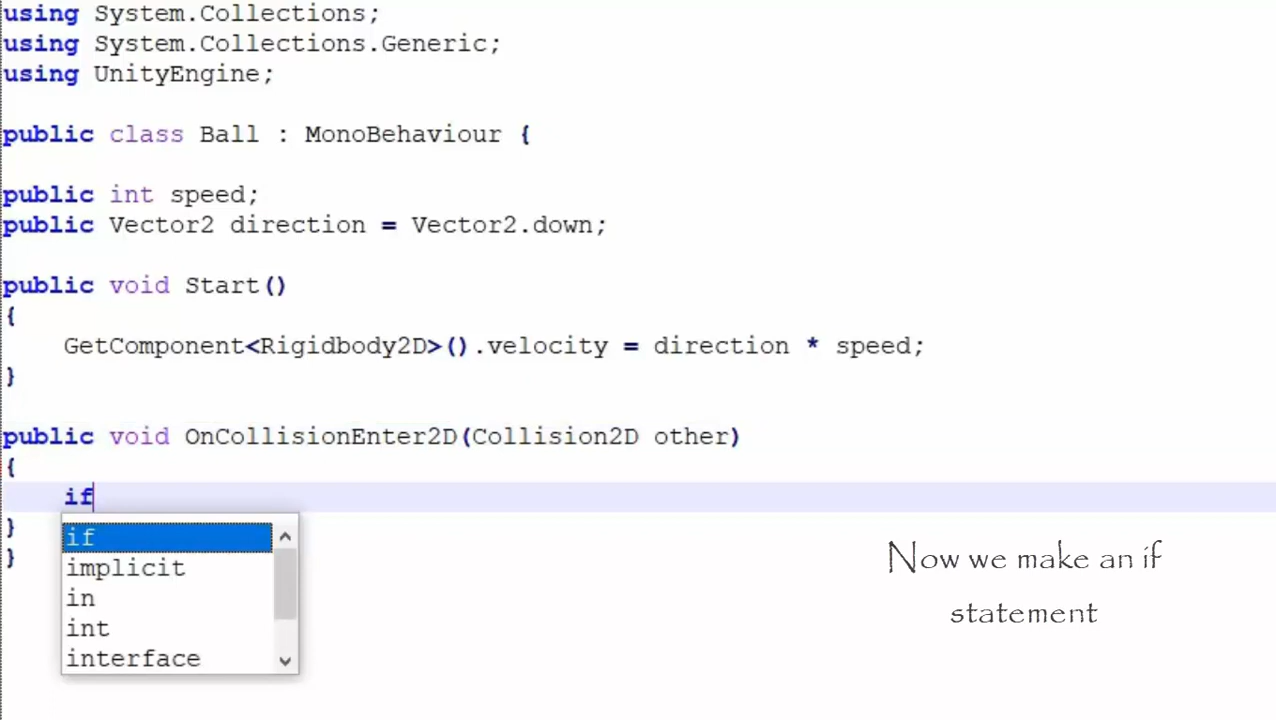 using System.Collections;
using System.Collections.Generic;
using UnityEngine;
public class Ball : MonoBehaviour {
public int speed;
public Vector2 direction = Vector2.down;
public void Start()
{
    GetComponent<Rigidbody2D>().velocity = direction * speed;
}
public void OnCollisionEnter2D(Collision2D other)
{
    if
}
}
if
implicit
in
int
interface
Now we make an if
statement